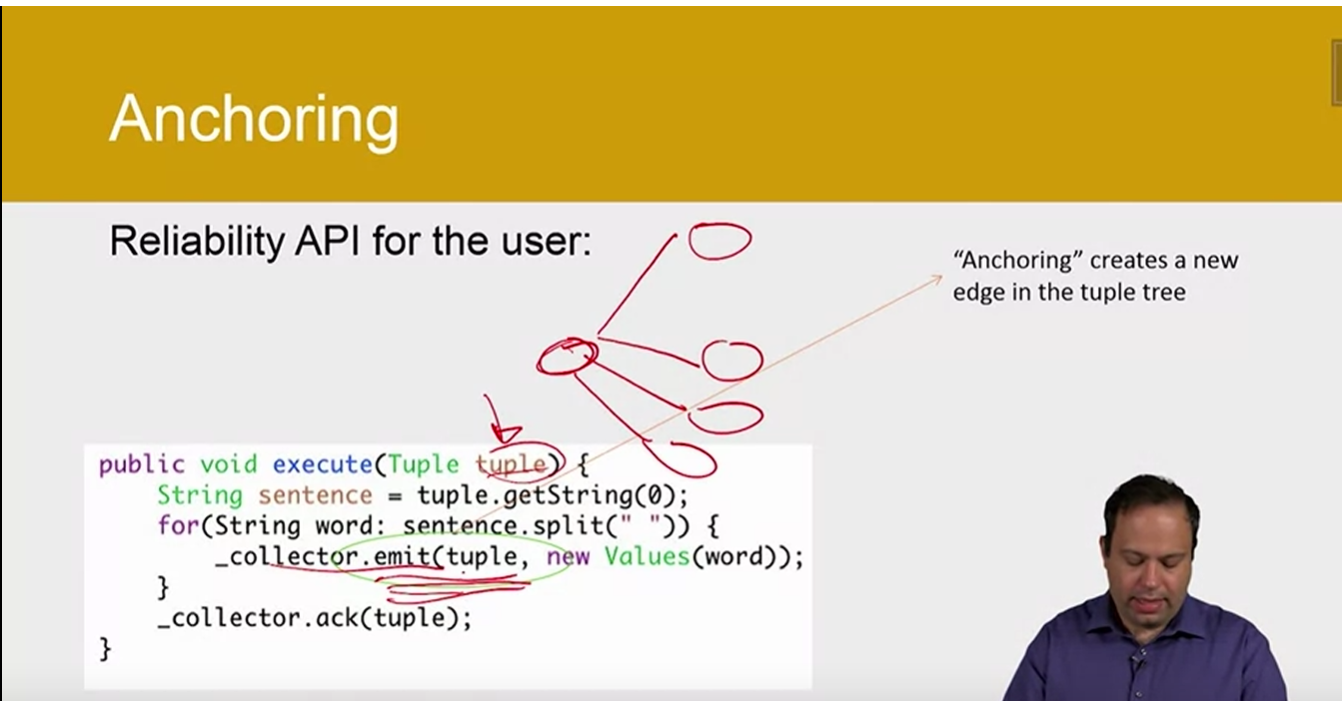 Anchoring
Reliability API for the user:
“Anchoring” creates a new
edge in the tuple tree
public void execute(Tuple tuple) {
String sentence = tuple.getString(0);
for(String word: sentence.split(" ")) {
_collector.emit(tuple, new Values(word));
}
_collector.ack(tuple);
}